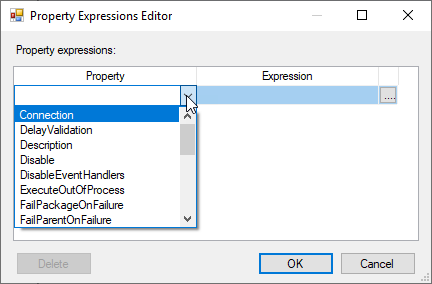 Property Expressions Editor
Property expressions:
Property Expression
...
Connection
DelayValidation
Description
Disable
DisableEventHandlers
ExecuteOutOfProcess
FailPackageOnFailure
FailParentOnFailure
Delete OK Cancel